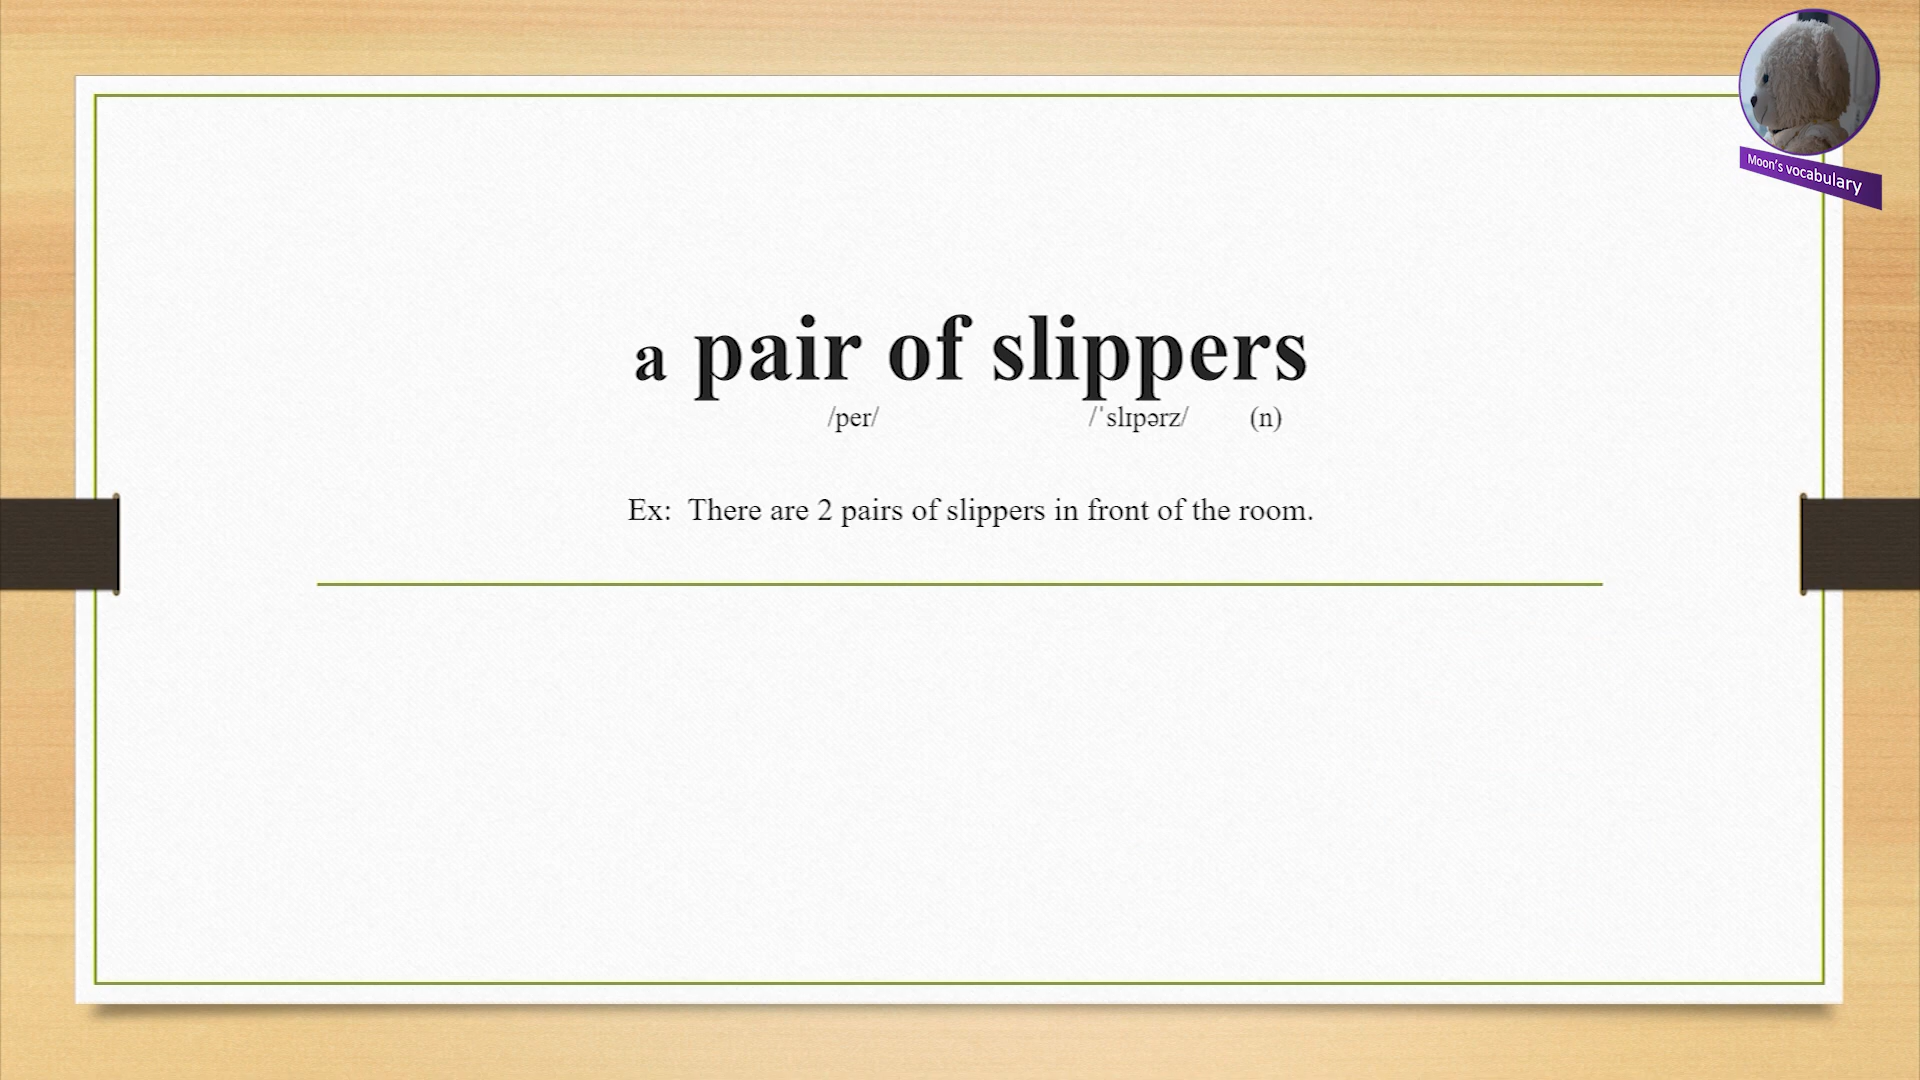 Moon's vocabulary
a pair of slippers
/per/ /ˈslɪpərz/ (n)
Ex: There are 2 pairs of slippers in front of the room.